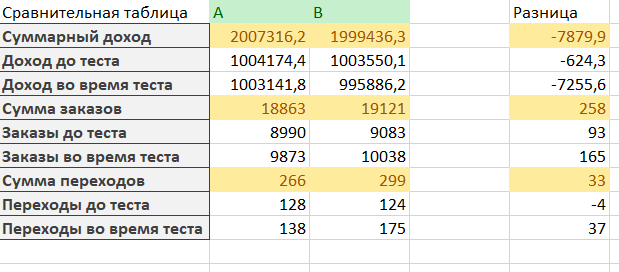 Сравнительная таблица A B Разница
Суммарный доход 2007316,2 1999436,3 -7879,9
Доход до теста 1004174,4 1003550,1 -624,3
Доход во время теста 1003141,8 995886,2 -7255,6
Сумма заказов 18863 19121 258
Заказы до теста 8990 9083 93
Заказы во время теста 9873 10038 165
Сумма переходов 266 299 33
Переходы до теста 128 124 -4
Переходы во время теста 138 175 37